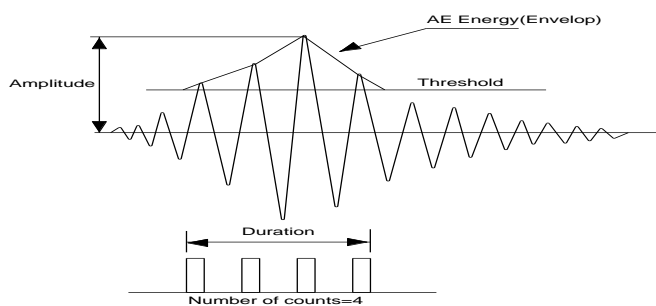 AE Energy(Envelop)
Amplitude
Threshold
Duration
Number of counts=4